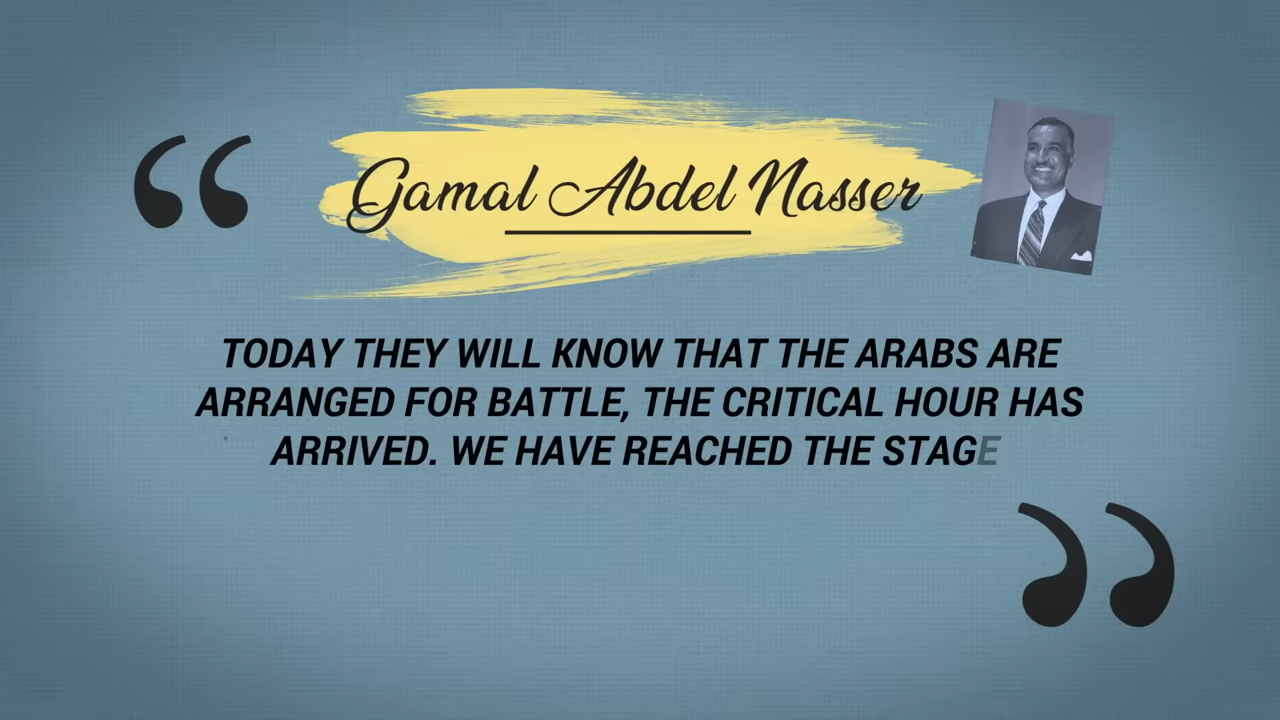 Gamal Abdel Nasser
“
TODAY THEY WILL KNOW THAT THE ARABS ARE
ARRANGED FOR BATTLE, THE CRITICAL HOUR HAS
ARRIVED. WE HAVE REACHED THE STAGE
”